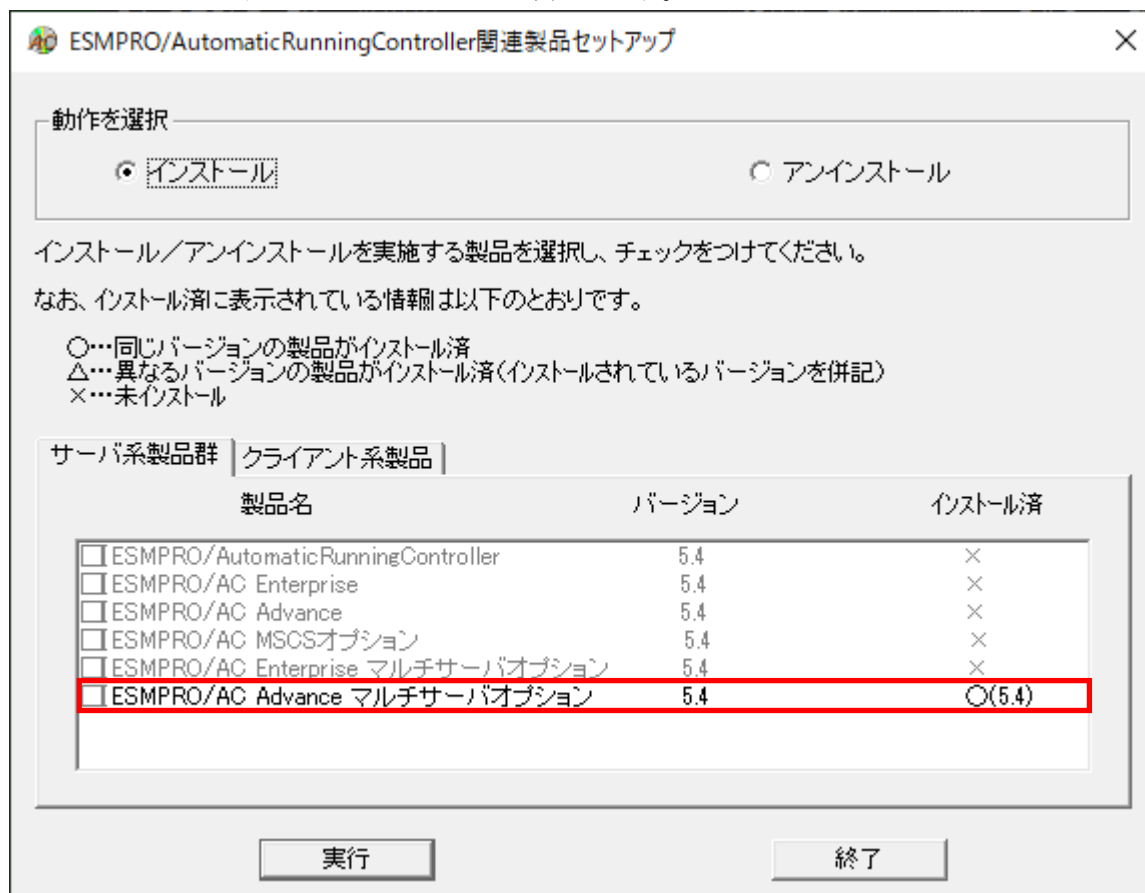 ESMPRO/AutomaticRunningController関連製品セットアップ
動作を選択
インストール アンインストール
インストール／アンインストールを実施する製品を選択し、チェックをつけてください。
なお、インストール済に表示されている情報は以下のとおりです。
○…同じバージョンの製品がインストール済
△…異なるバージョンの製品がインストール済(インストールされているバージョンを併記)
×…未インストール
サーバ系製品群 クライアント系製品
製品名 バージョン インストール済
ESMPRO/AutomaticRunningController 5.4 ×
ESMPRO/AC Enterprise 5.4 ×
ESMPRO/AC Advance 5.4 ×
ESMPRO/AC MSCSオプション 5.4 ×
ESMPRO/AC Enterprise マルチサーバオプション 5.4 ×
ESMPRO/AC Advance マルチサーバオプション 5.4 ○(5.4)
実行 終了